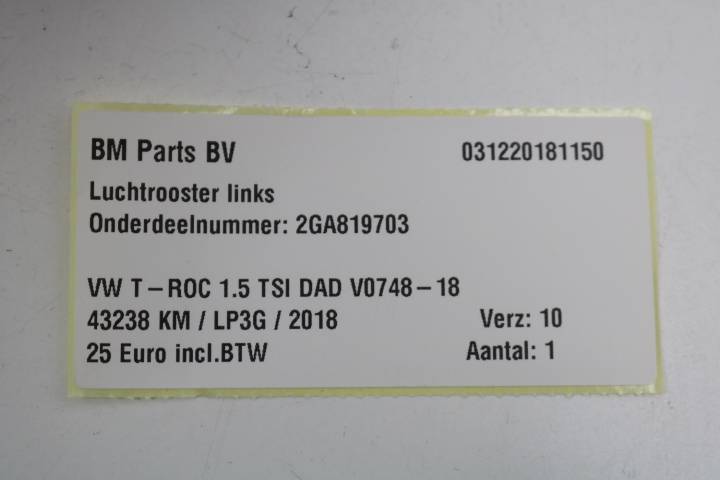 BM Parts BV 031220181150
Luchtrooster links
Onderdeelnummer: 2GA819703
VW T-ROC 1.5 TSI DAD V0748-18
43238 KM / LP3G / 2018 Verz: 10
25 Euro incl.BTW Aantal: 1